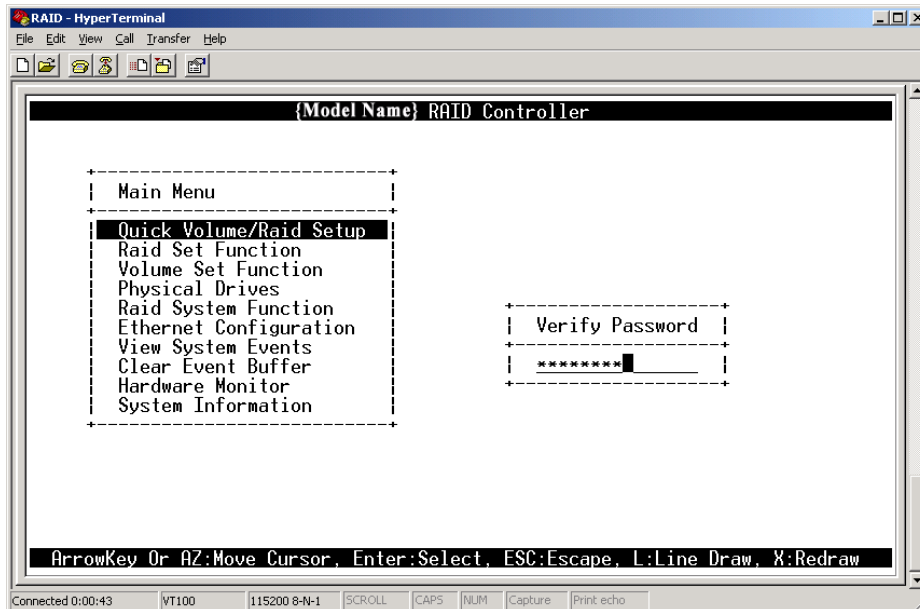 RAID - HyperTerminal
File Edit View Call Transfer Help
{Model Name} RAID Controller
Main Menu
Quick Volume/Raid Setup
Raid Set Function
Volume Set Function
Physical Drives
Raid System Function
Ethernet Configuration
View System Events
Clear Event Buffer
Hardware Monitor
System Information
Verify Password
********
ArrowKey Or AZ:Move Cursor, Enter:Select, ESC:Escape, L:Line Draw, X:Redraw
Connected 0:00:43 VT100 115200 8-N-1 SCROLL CAPS NUM Capture Print echo